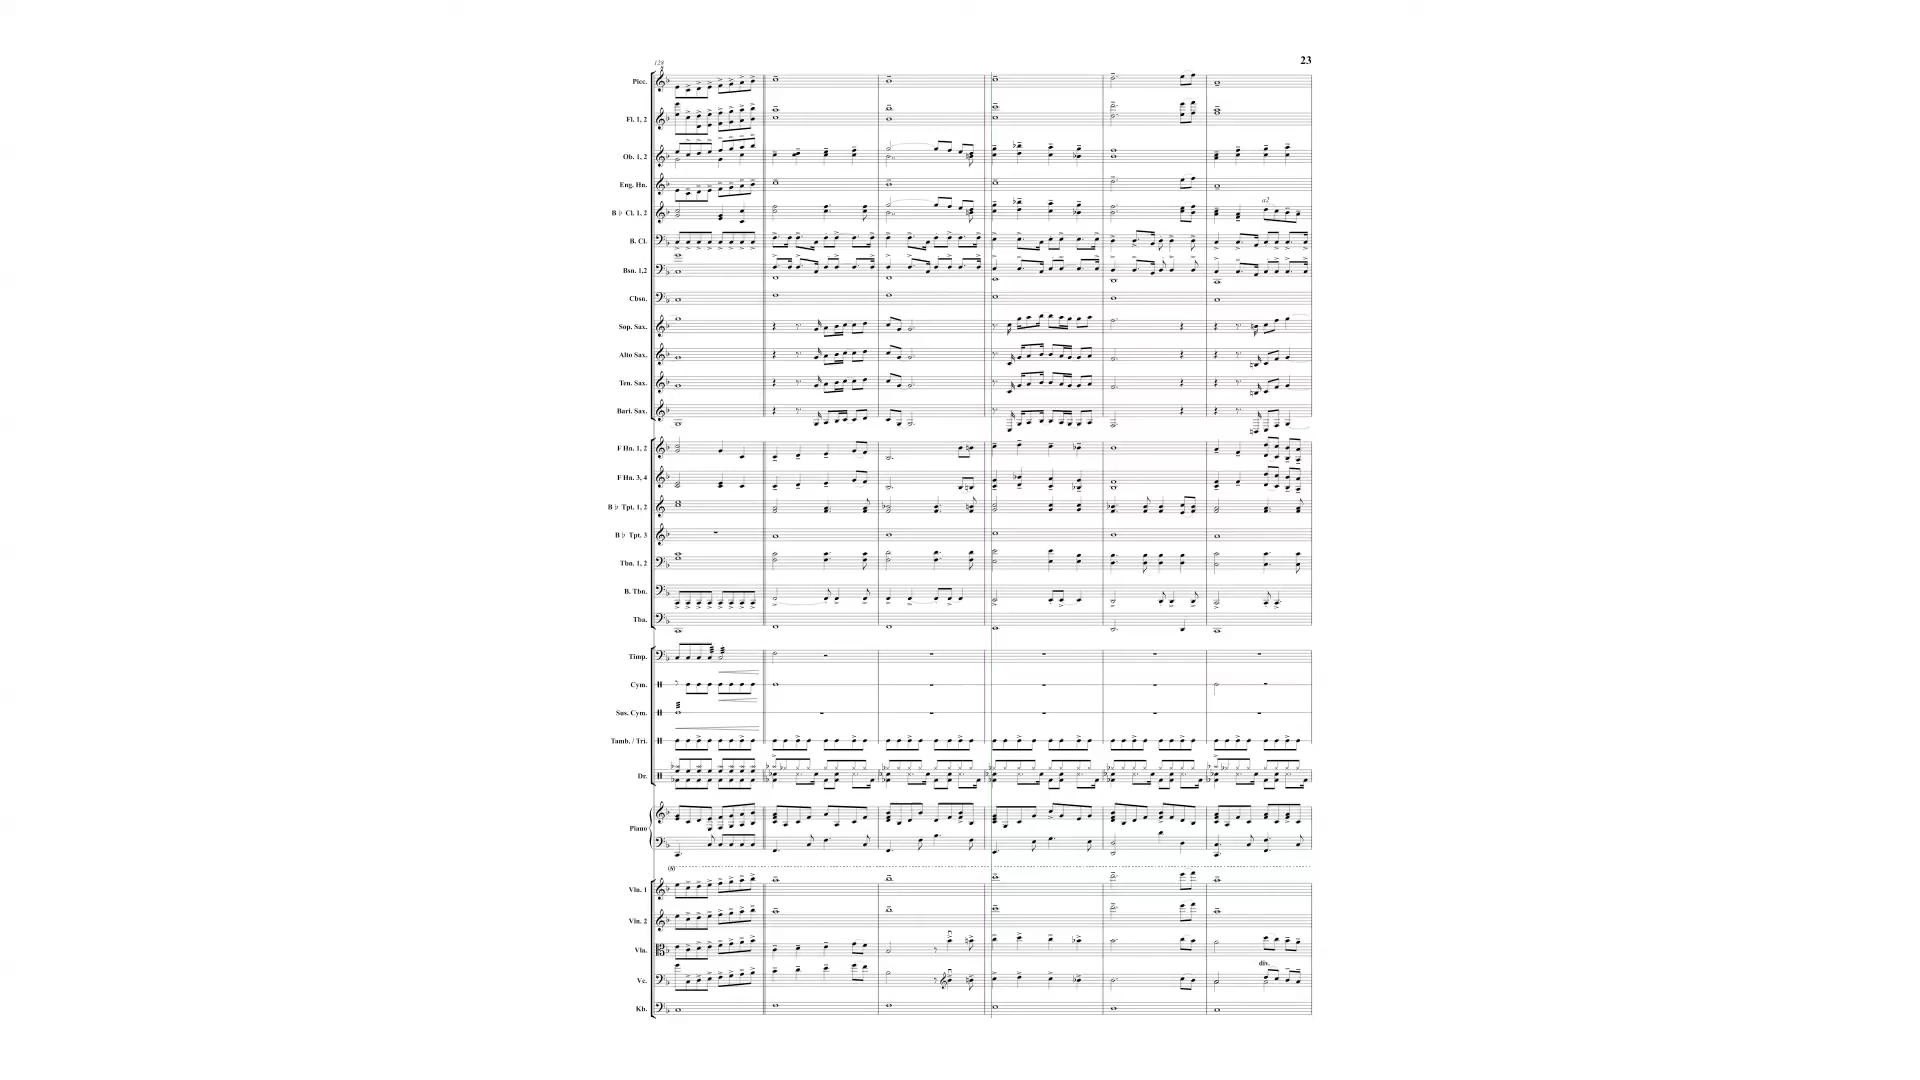 128
23
Picc.
Fl. 1, 2
Ob. 1, 2
Eng. Hn.
a2
B♭ Cl. 1, 2
B. Cl.
Bsn. 1,2
Cbsn.
Sop. Sax.
Alto Sax.
Ten. Sax.
Bari. Sax.
F Hn. 1, 2
F Hn. 3, 4
B♭ Tpt. 1, 2
B♭ Tpt. 3
Tbn. 1, 2
B. Tbn.
Tba.
Timp.
Cym.
Sus. Cym.
Tamb. / Tri.
Dr.
Piano
(8)
Vln. 1
Vln. 2
Vla.
div.
Vc.
Kb.